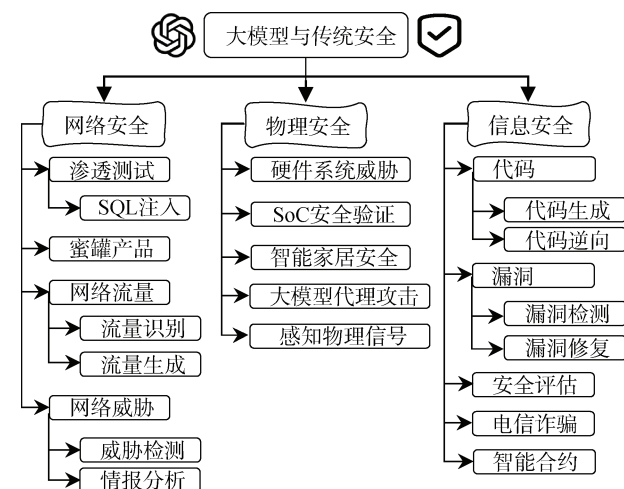 大模型与传统安全
网络安全
渗透测试
SQL注入
蜜罐产品
网络流量
流量识别
流量生成
网络威胁
威胁检测
情报分析
物理安全
硬件系统威胁
SoC安全验证
智能家居安全
大模型代理攻击
感知物理信号
信息安全
代码
代码生成
代码逆向
漏洞
漏洞检测
漏洞修复
安全评估
电信诈骗
智能合约